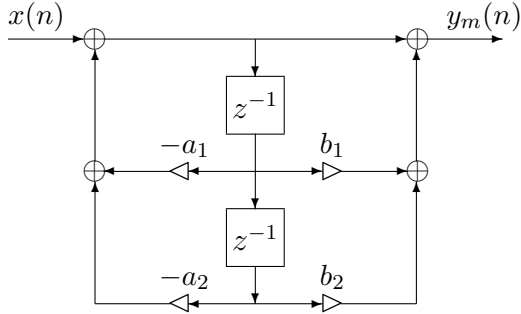 x(n) y_m(n)
z^{-1}
-a_1 b_1
z^{-1}
-a_2 b_2